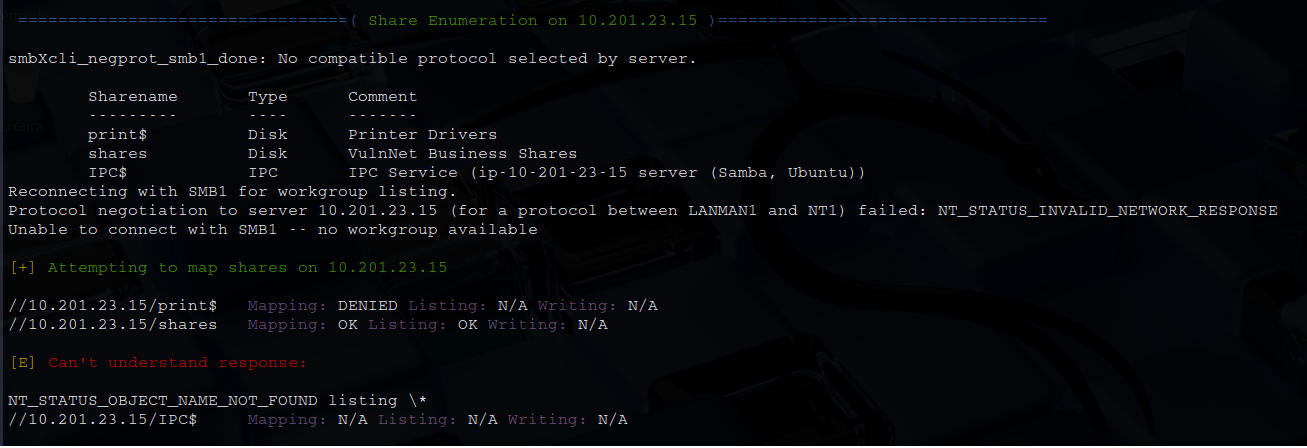 =================================( Share Enumeration on 10.201.23.15 )=================================
smbXcli_negprot_smb1_done: No compatible protocol selected by server.
Sharename Type Comment
--------- ---- -------
print$ Disk Printer Drivers
shares Disk VulnNet Business Shares
IPC$ IPC IPC Service (ip-10-201-23-15 server (Samba, Ubuntu))
Reconnecting with SMB1 for workgroup listing.
Protocol negotiation to server 10.201.23.15 (for a protocol between LANMAN1 and NT1) failed: NT_STATUS_INVALID_NETWORK_RESPONSE
Unable to connect with SMB1 -- no workgroup available
[+] Attempting to map shares on 10.201.23.15
//10.201.23.15/print$ Mapping: DENIED Listing: N/A Writing: N/A
//10.201.23.15/shares Mapping: OK Listing: OK Writing: N/A
[E] Can't understand response:
NT_STATUS_OBJECT_NAME_NOT_FOUND listing \*
//10.201.23.15/IPC$ Mapping: N/A Listing: N/A Writing: N/A